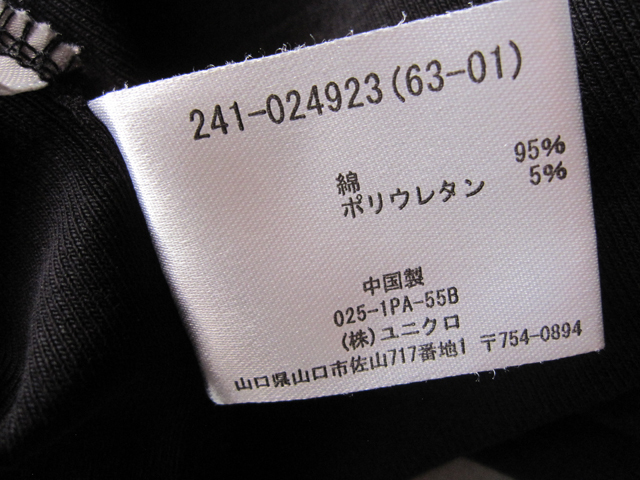 241-024923(63-01)
綿 95%
ポリウレタン 5%
中国製
025-1PA-55B
(株)ユニクロ
山口県山口市佐山717番地1 〒754-0894